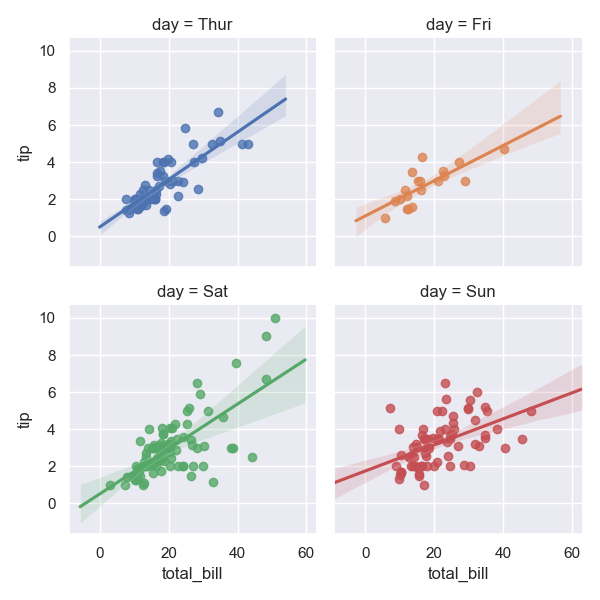 day = Thur
day = Fri
10
8
6
4
2
0
tip
day = Sat
day = Sun
10
8
6
4
2
0
tip
0 20 40 60
0 20 40 60
total_bill
total_bill